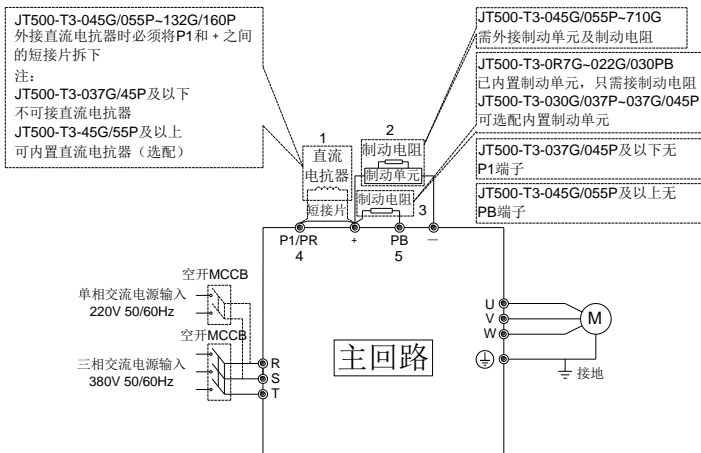 JT500-T3-045G/055P~132G/160P
外接直流电抗器时必须将P1和 + 之间
的短接片拆下
注：
JT500-T3-037G/45P及以下
不可接直流电抗器
JT500-T3-45G/55P及以上
可内置直流电抗器（选配）
JT500-T3-045G/055P~710G
需外接制动单元及制动电阻
JT500-T3-0R7G~022G/030PB
已内置制动单元，只需接制动电阻
JT500-T3-030G/037P~037G/045P
可选配内置制动单元
JT500-T3-037G/045P及以下无
P1端子
JT500-T3-045G/055P及以上无
PB端子
1
直流
电抗器
短接片
2
制动电阻
制动单元
制动电阻
3
P1/PR
+
PB
—
4
5
空开MCCB
单相交流电源输入
220V 50/60Hz
空开MCCB
三相交流电源输入
380V 50/60Hz
R
S
T
主回路
U
V
W
M
接地